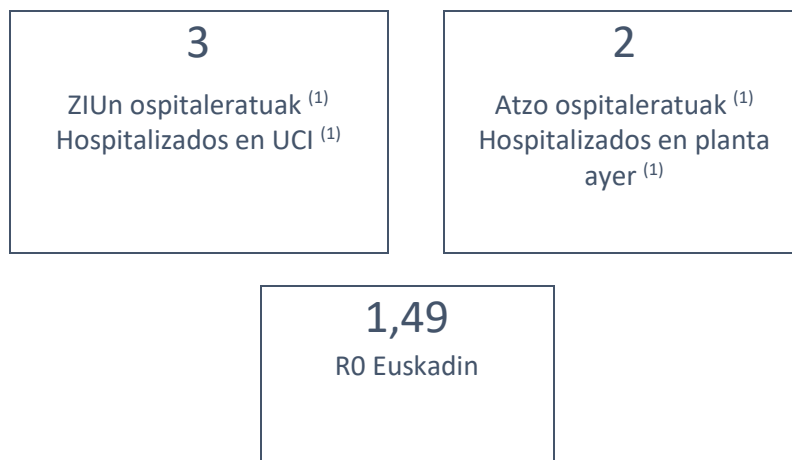 3
ZIUn ospitaleratuak (1)
Hospitalizados en UCI (1)
2
Atzo ospitaleratuak (1)
Hospitalizados en planta
ayer (1)
1,49
R0 Euskadin